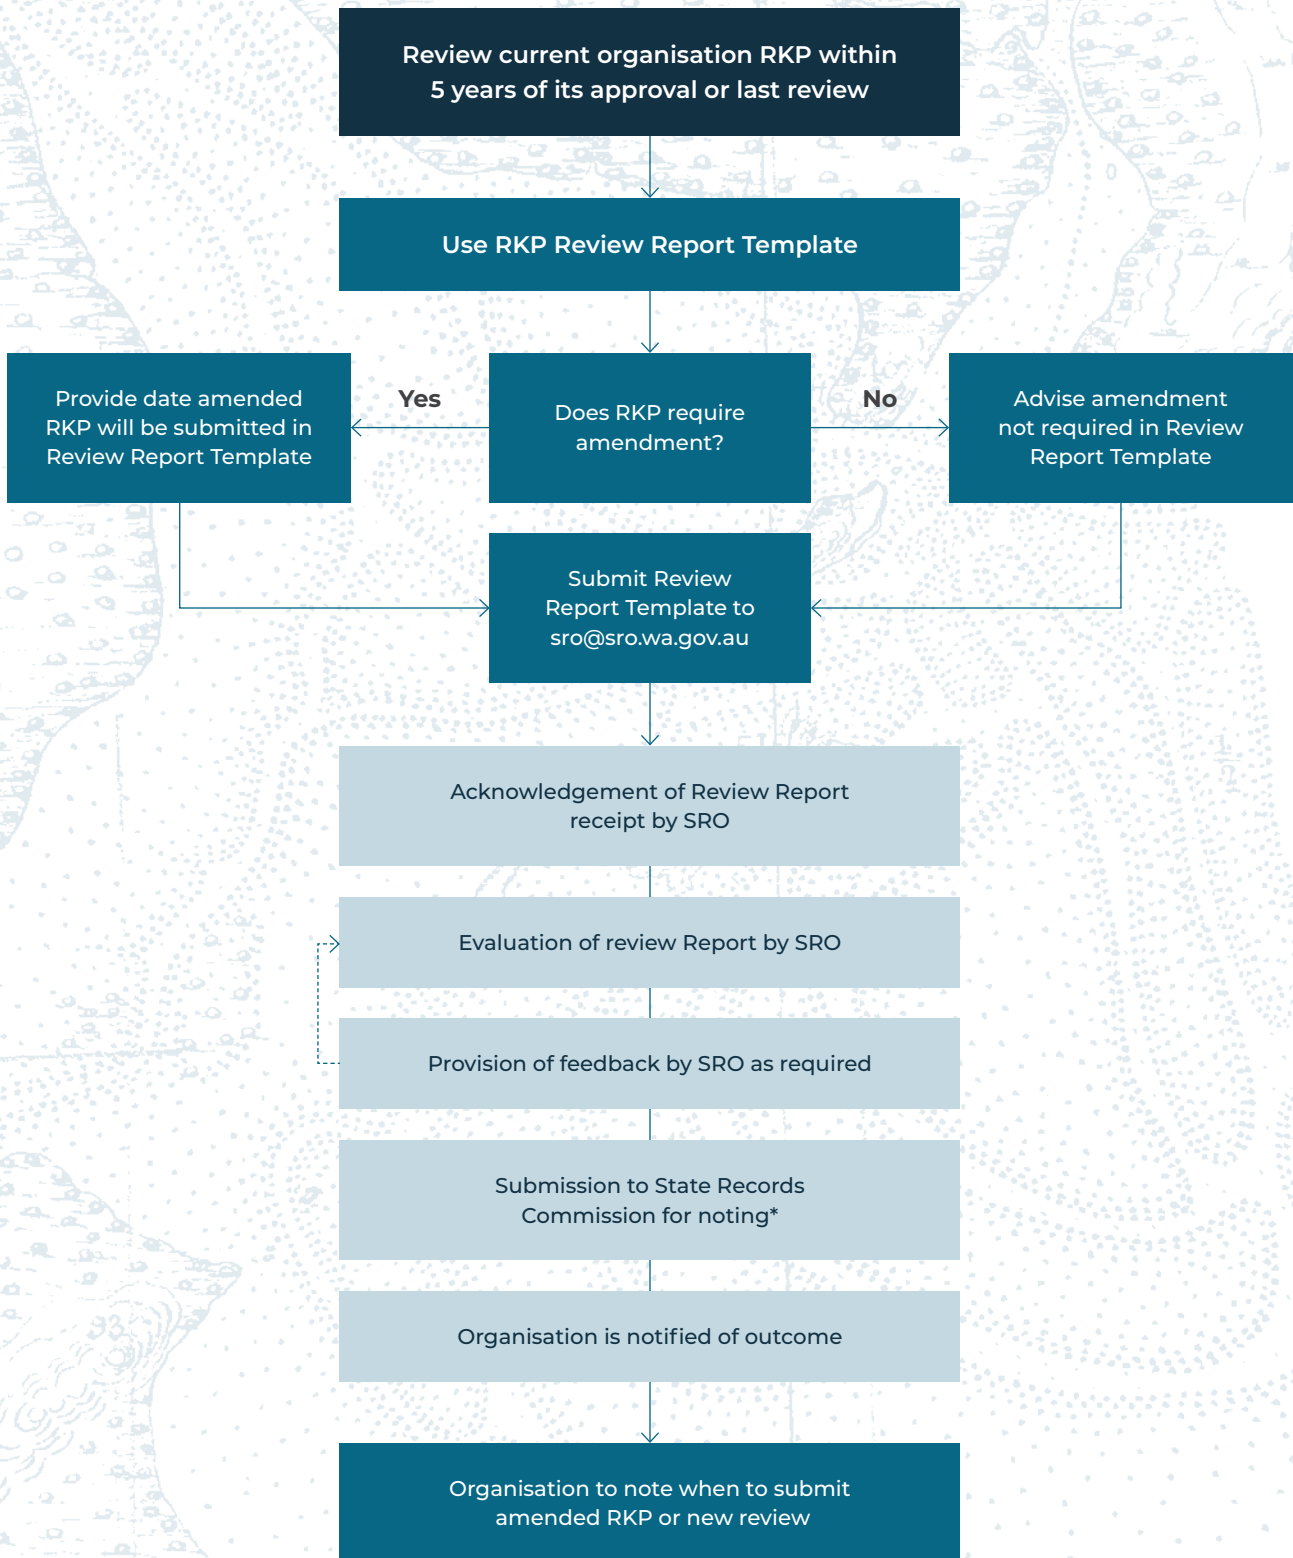 Review current organisation RKP within
5 years of its approval or last review
Use RKP Review Report Template
Provide date amended
RKP will be submitted in
Review Report Template
Yes
Does RKP require
amendment?
No
Advise amendment
not required in Review
Report Template
Submit Review
Report Template to
sro@sro.wa.gov.au
Acknowledgement of Review Report
receipt by SRO
Evaluation of review Report by SRO
Provision of feedback by SRO as required
Submission to State Records
Commission for noting*
Organisation is notified of outcome
Organisation to note when to submit
amended RKP or new review